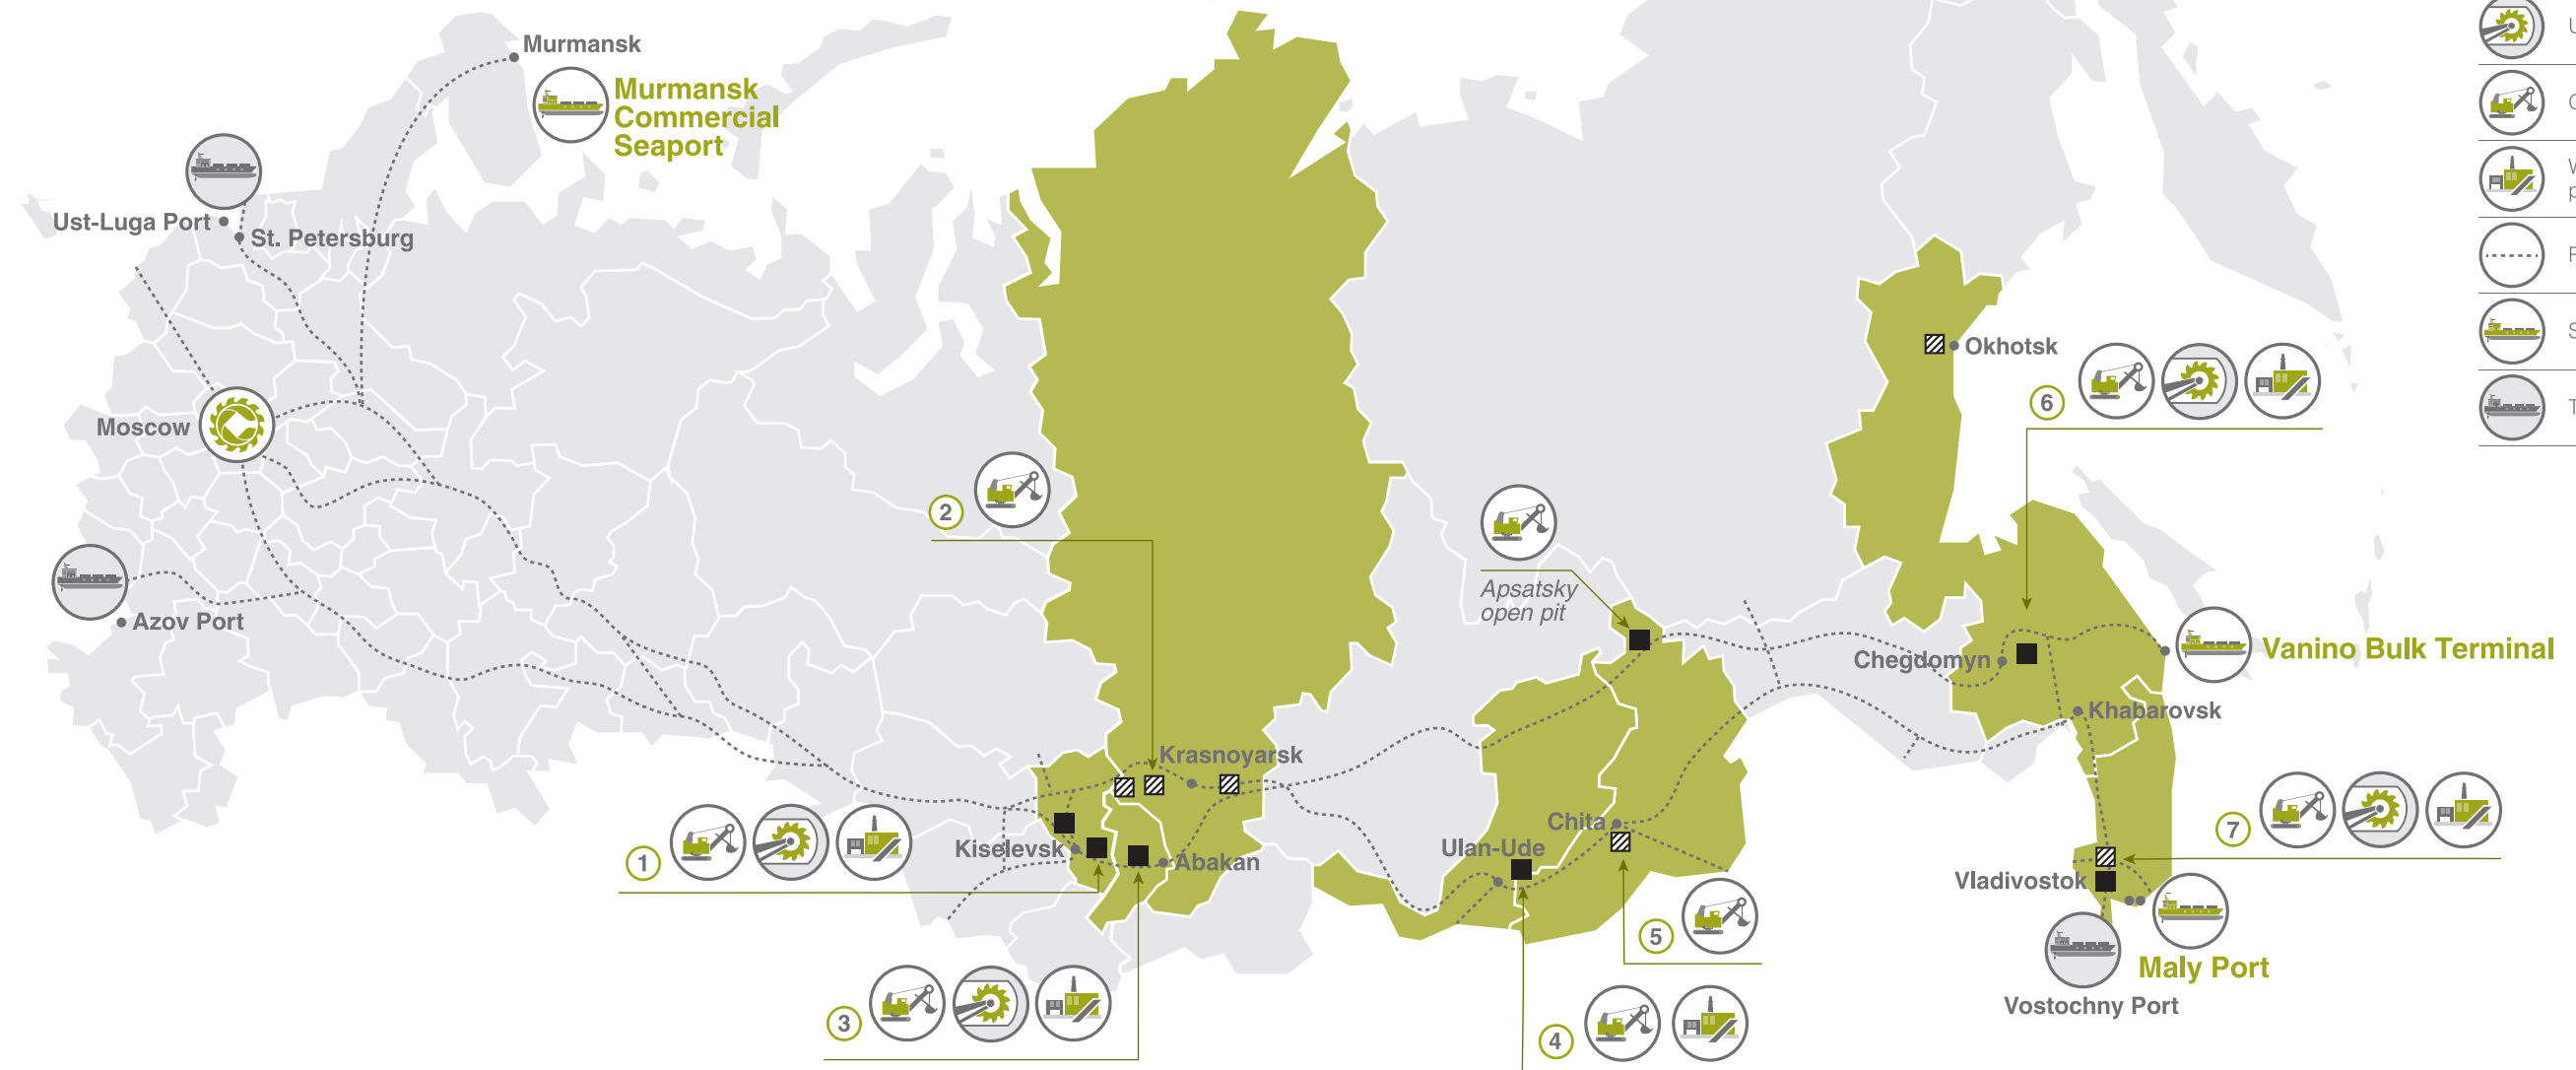 Murmansk
Murmansk
Commercial
Seaport
Ust-Luga Port
St. Petersburg
Moscow
Azov Port
2
Apsatsky
open pit
Okhotsk
6
Chegdomyn
Vanino Bulk Terminal
Khabarovsk
Krasnoyarsk
1
Kiselevsk
Abakan
Chita
Ulan-Ude
7
Vladivostok
5
Maly Port
Vostochny Port
3
4